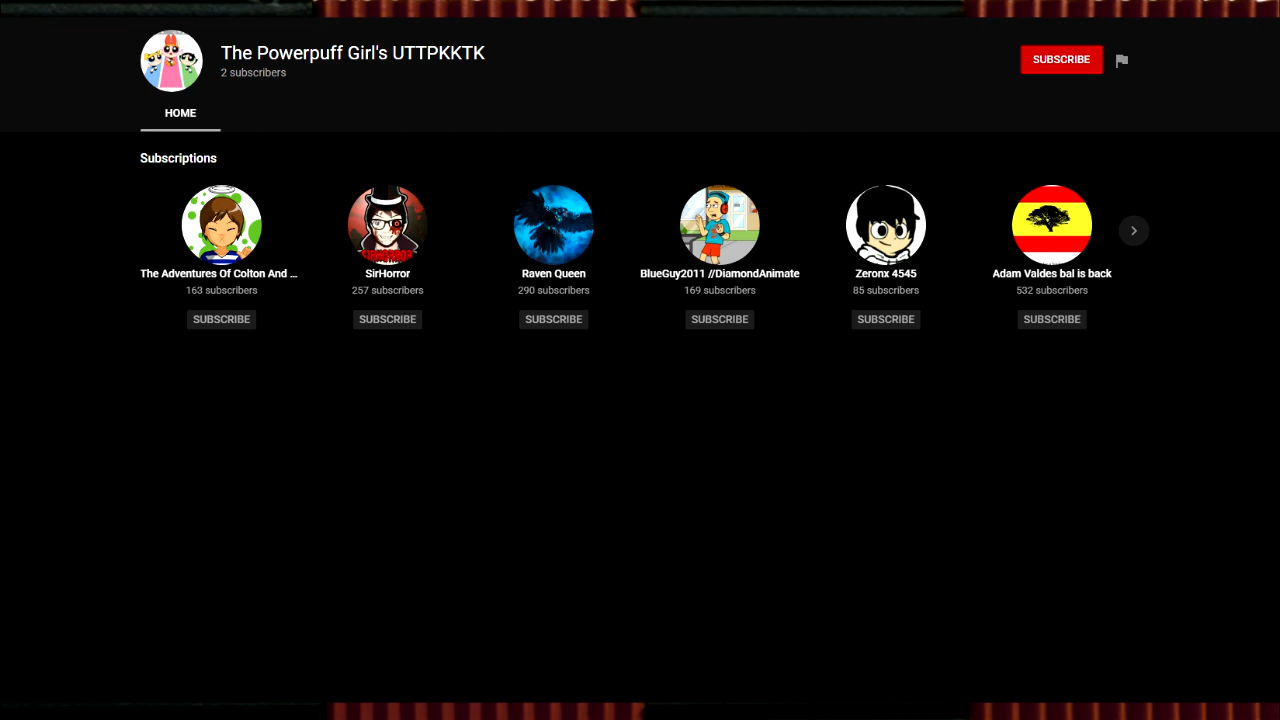 The Powerpuff Girl's UTTPKKTK
2 subscribers
SUBSCRIBE
HOME
Subscriptions
The Adventures Of Colton And ...
163 subscribers
SUBSCRIBE
SirHorror
257 subscribers
SUBSCRIBE
Raven Queen
290 subscribers
SUBSCRIBE
BlueGuy2011 //DiamondAnimate
169 subscribers
SUBSCRIBE
Zeronx 4545
85 subscribers
SUBSCRIBE
Adam Valdes bal is back
532 subscribers
SUBSCRIBE